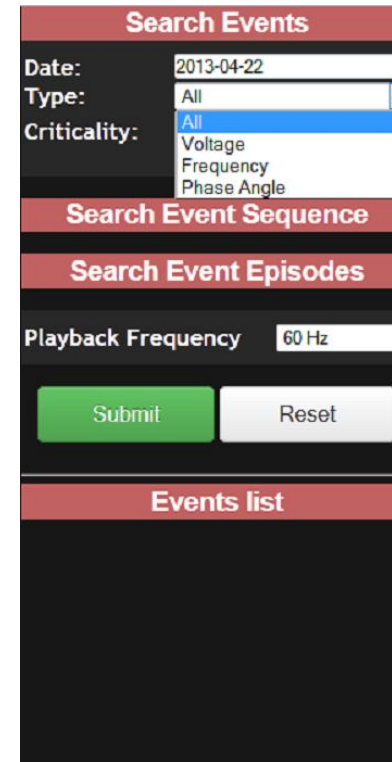 Search Events
Date: 2013-04-22
Type: All
Criticality: All
Voltage
Frequency
Phase Angle
Search Event Sequence
Search Event Episodes
Playback Frequency 60 Hz
Submit Reset
Events list